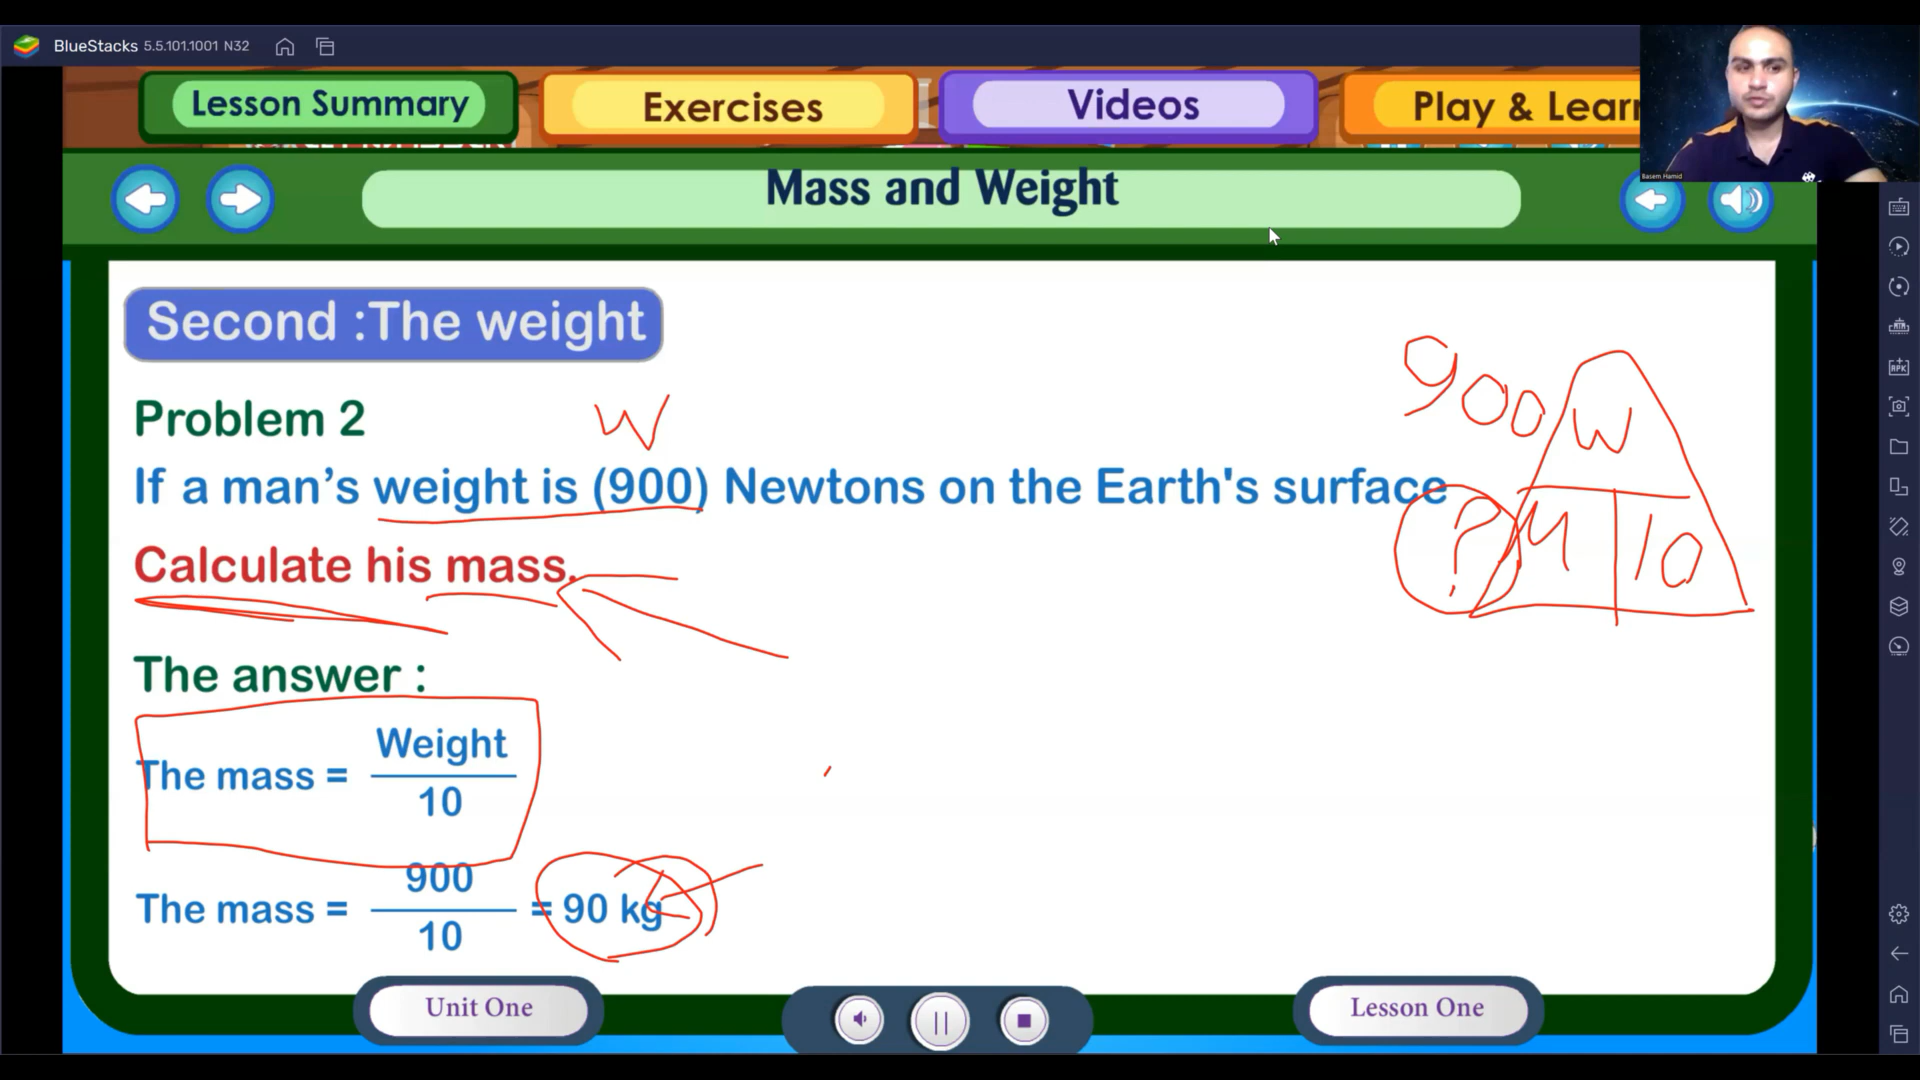 BlueStacks 5.5.101.1001 N32
Lesson Summary
Exercises
Videos
Play & Learn
Basem Hamid
Mass and Weight
Second :The weight
Problem 2
W
If a man's weight is (900) Newtons on the Earth's surface
Calculate his mass.
900
W
? M 10
The answer :
The mass = Weight
10
The mass = 900
10
= 90 kg
Unit One
Lesson One